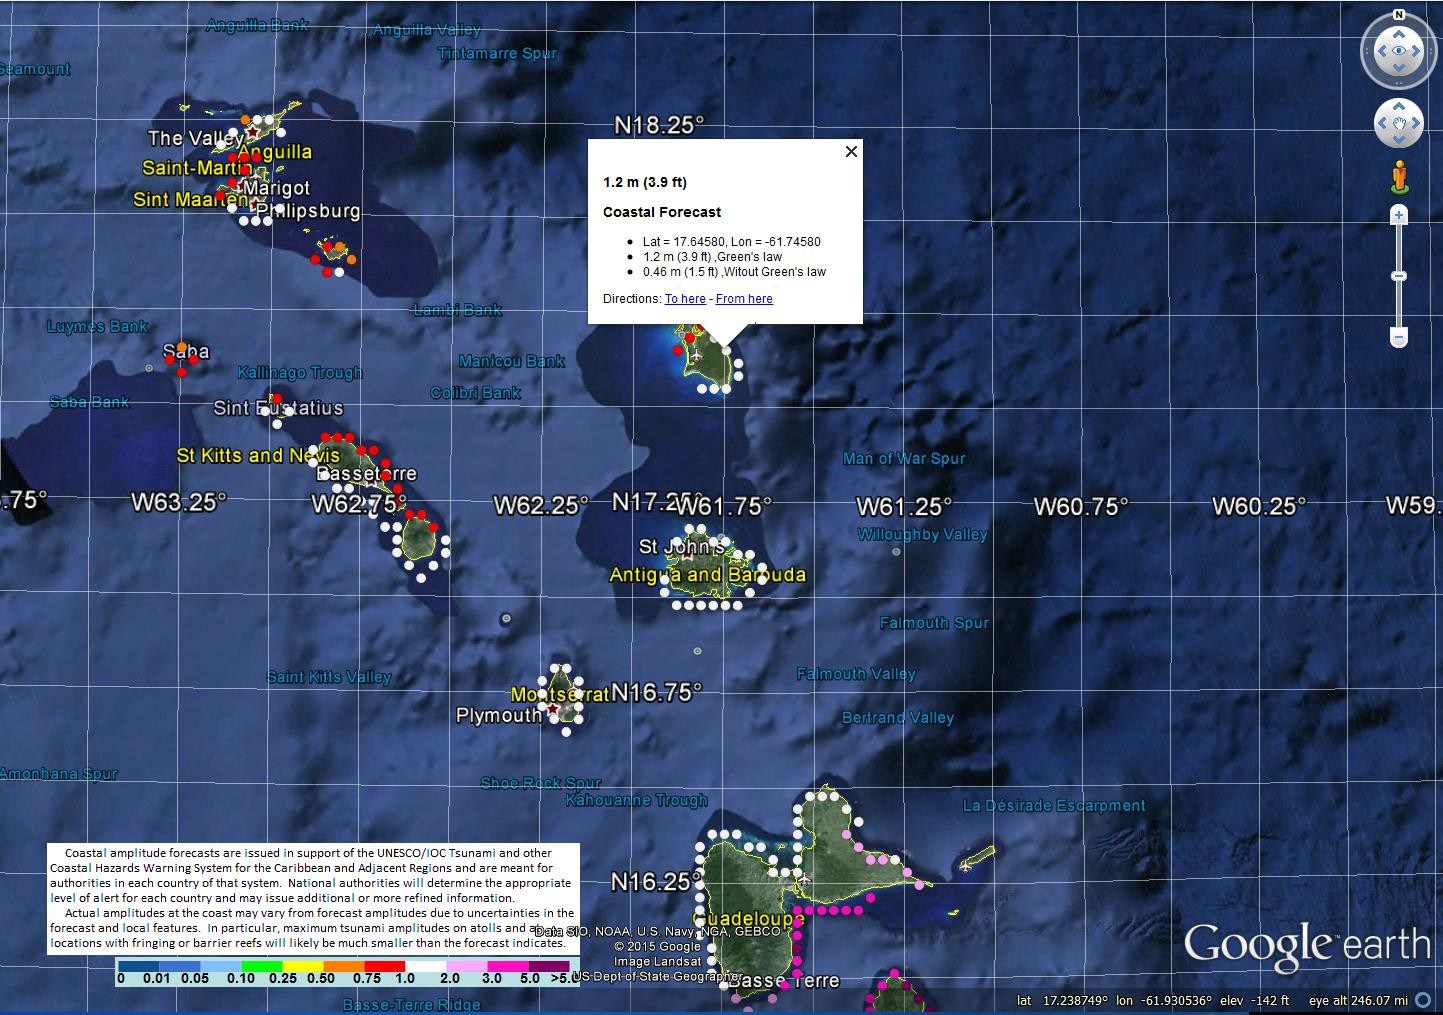 Anguilla Bank
Anguilla Valley
Tintamarre Spur
Seamount
N
N18.25°
The Valley
Anguilla
Saint-Martin
Marigot
Sint Maarten
Philipsburg
1.2 m (3.9 ft)
Coastal Forecast
Lat = 17.64580, Lon = -61.74580
1.2 m (3.9 ft) ,Green's law
0.46 m (1.5 ft) ,Witout Green's law
Directions: To here - From here
Lambi Bank
Luymes Bank
Saba
Manicou Bank
Kallinago Trough
Colibri Bank
Saba Bank
Sint Eustatius
St Kitts and Nevis
Basseterre
Man of War Spur
.75°
W63.25°
W62.75°
W62.25°
N17.25°
W61.75°
W61.25°
W60.75°
W60.25°
W59.
Willoughby Valley
St John's
Antigua and Barbuda
Falmouth Spur
Saint Kitts Valley
Falmouth Valley
Montserrat
N16.75°
Plymouth
Bertrand Valley
Amonhana Spur
Shoe Rock Spur
Kahouanne Trough
La Désirade Escarpment
N16.25°
Guadeloupe
Coastal amplitude forecasts are issued in support of the UNESCO/IOC Tsunami and other
Coastal Hazards Warning System for the Caribbean and Adjacent Regions and are meant for
authorities in each country of that system. National authorities will determine the appropriate
level of alert for each country and may issue additional or more refined information.
Actual amplitudes at the coast may vary from forecast amplitudes due to uncertainties in the
forecast and local features. In particular, maximum tsunami amplitudes on atolls and at
locations with fringing or barrier reefs will likely be much smaller than the forecast indicates.
Data SIO, NOAA, U.S. Navy, NGA, GEBCO
© 2015 Google
Image Landsat
US Dept of State Geographer
0 0.01 0.05 0.10 0.25 0.50 0.75 1.0 2.0 3.0 5.0 >5.0
Basse-Terre
Basse-Terre Ridge
Google earth
lat 17.238749° lon -61.930536° elev -142 ft eye alt 246.07 mi